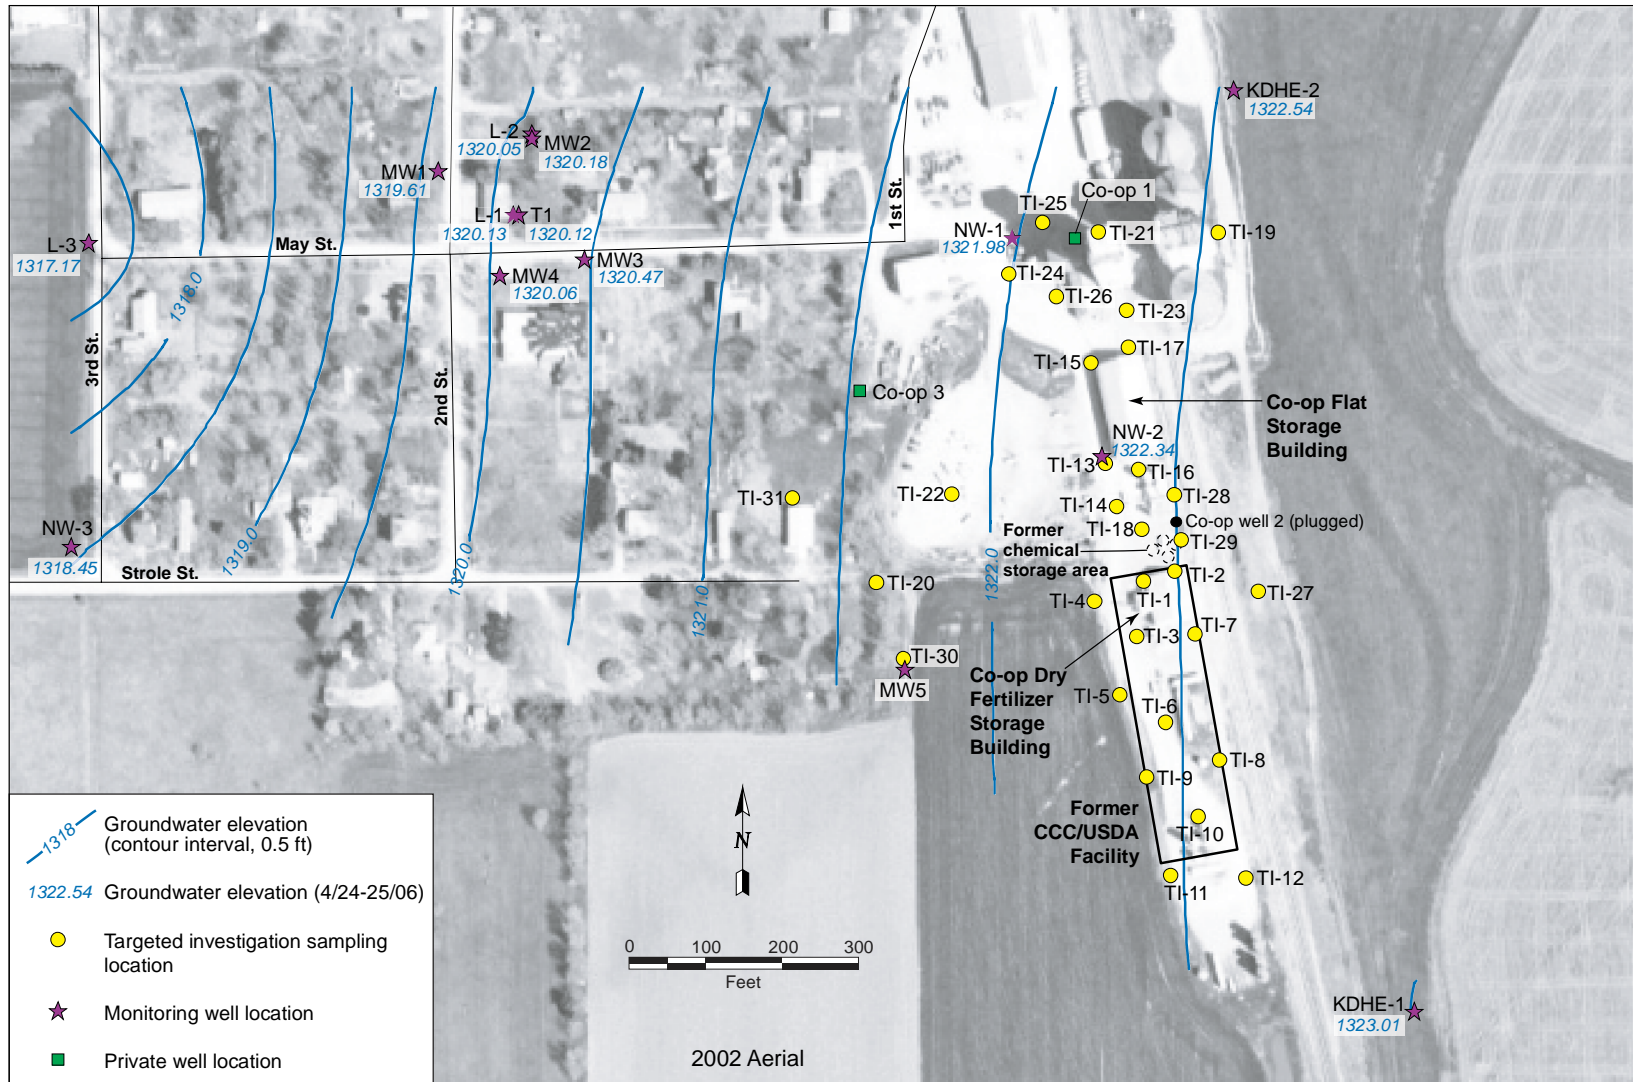 KDHE-2
1322.54
L-2
1320.05
MW2
1320.18
MW1
1319.61
L-1
1320.13
T1
1320.12
1st St.
TI-25
Co-op 1
NW-1
1321.98
TI-21
TI-19
L-3
1317.17
May St.
MW3
1320.47
MW4
1320.06
TI-24
TI-26
TI-23
1318.0
TI-17
TI-15
3rd St.
2nd St.
Co-op 3
Co-op Flat
Storage
Building
NW-2
1322.34
TI-13
TI-16
TI-31
TI-22
TI-28
TI-14
Co-op well 2 (plugged)
TI-18
TI-29
Former
chemical
storage area
NW-3
1318.45
1319.0
1320.0
1321.0
1322.0
Strole St.
TI-20
TI-2
TI-4
TI-1
TI-27
TI-3
TI-7
TI-30
MW5
Co-op Dry
Fertilizer
Storage
Building
TI-5
TI-6
TI-8
TI-9
Former
CCC/USDA
Facility
TI-10
TI-11
TI-12
KDHE-1
1323.01
1318
Groundwater elevation
(contour interval, 0.5 ft)
1322.54
Groundwater elevation (4/24-25/06)
Targeted investigation sampling
location
Monitoring well location
Private well location
N
0 100 200 300
Feet
2002 Aerial